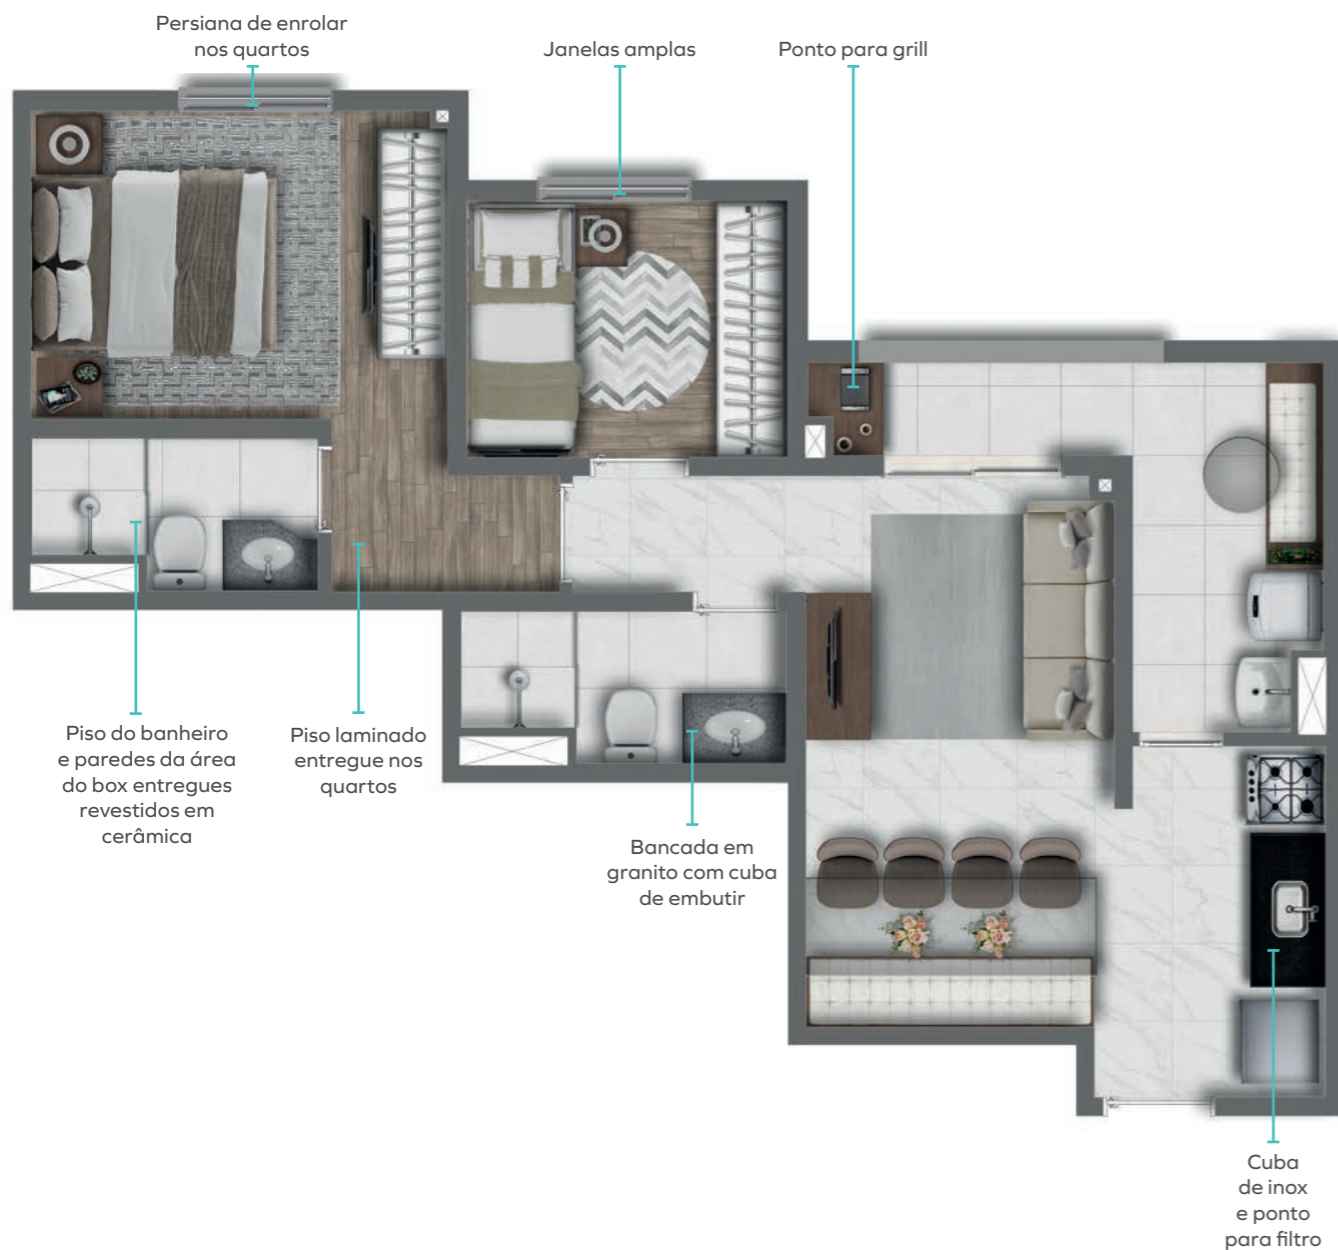 Persiana de enrolar
nos quartos
Janelas amplas
Ponto para grill
Piso do banheiro
e paredes da área
do box entregues
revestidos em
cerâmica
Piso laminado
entregue nos
quartos
Bancada em
granito com cuba
de embutir
Cuba
de inox
e ponto
para filtro